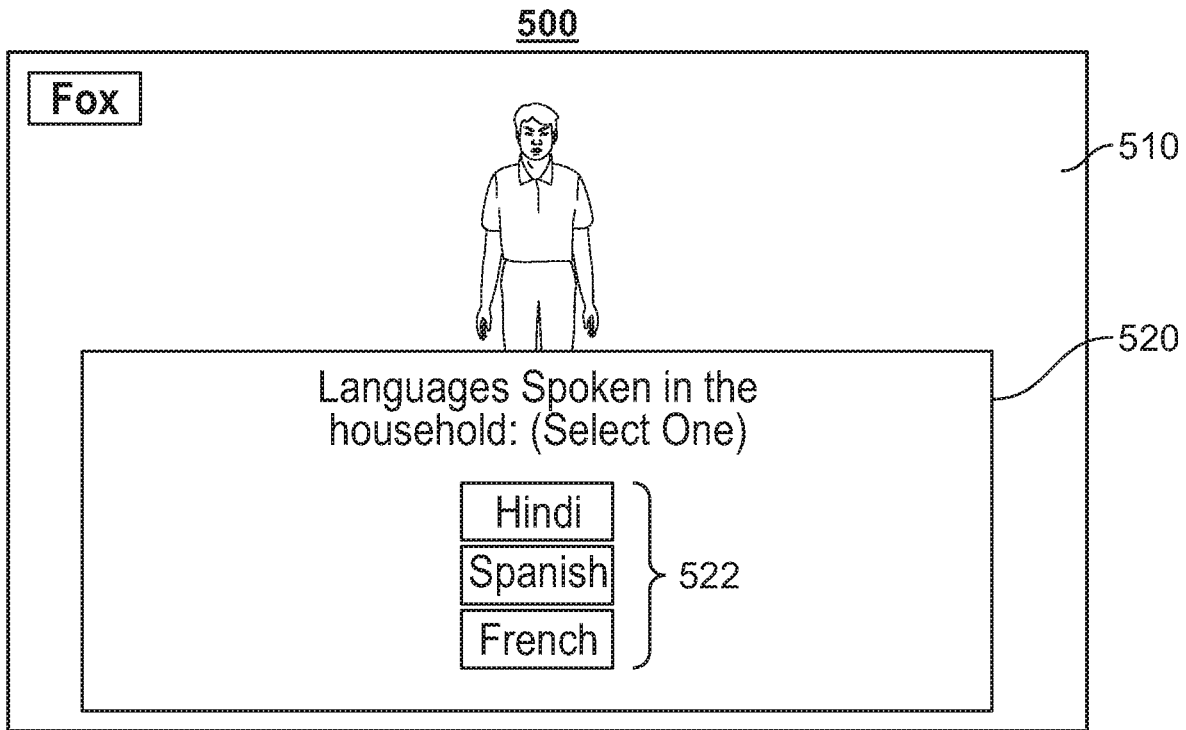 500
Fox
510
520
Languages Spoken in the
household: (Select One)
Hindi
Spanish
French
522